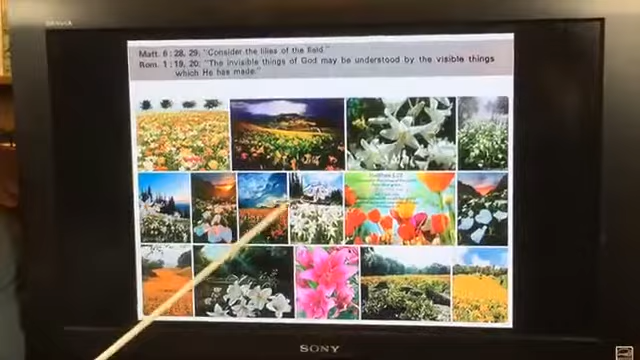 Matt. 6:28, 29, "Consider the lilies of the field."
Rom. 1:19, 20; "The invisible things of God may be understood by the visible things
which He has made."
SONY